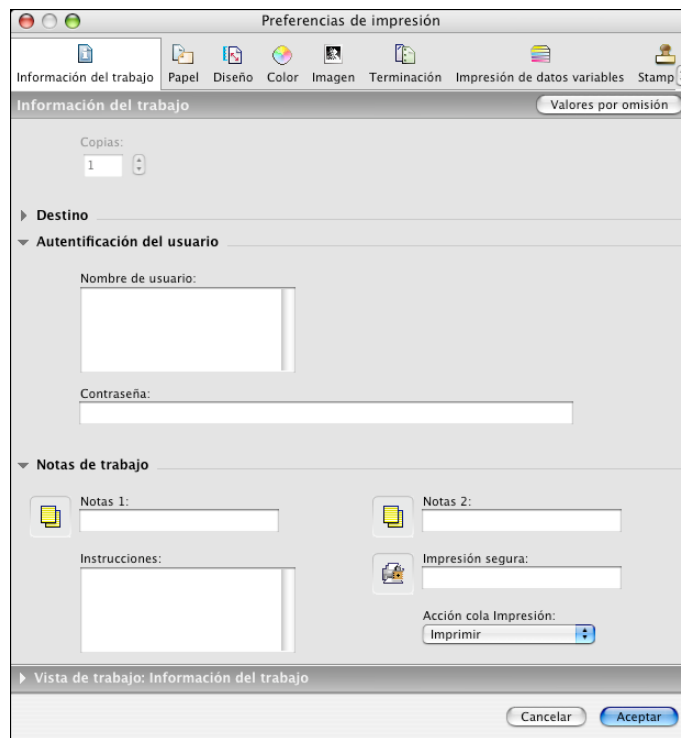 Preferencias de impresión
Información del trabajo Papel Diseño Color Imagen Terminación Impresión de datos variables Stamp
Información del trabajo Valores por omisión
Copias:
1
Destino
Autentificación del usuario
Nombre de usuario:
Contraseña:
Notas de trabajo
Notas 1: Notas 2:
Instrucciones: Impresión segura:
Acción cola Impresión:
Imprimir
Vista de trabajo: Información del trabajo
Cancelar Aceptar